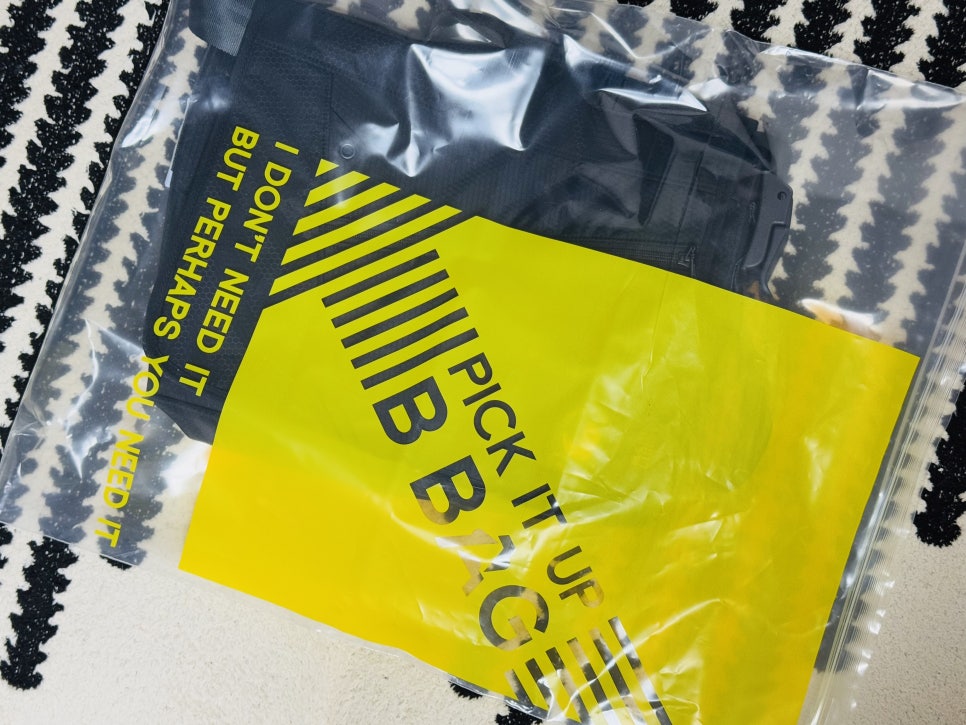 I DON'T NEED IT
BUT PERHAPS YOU NEED IT
PICK IT UP
B BAG